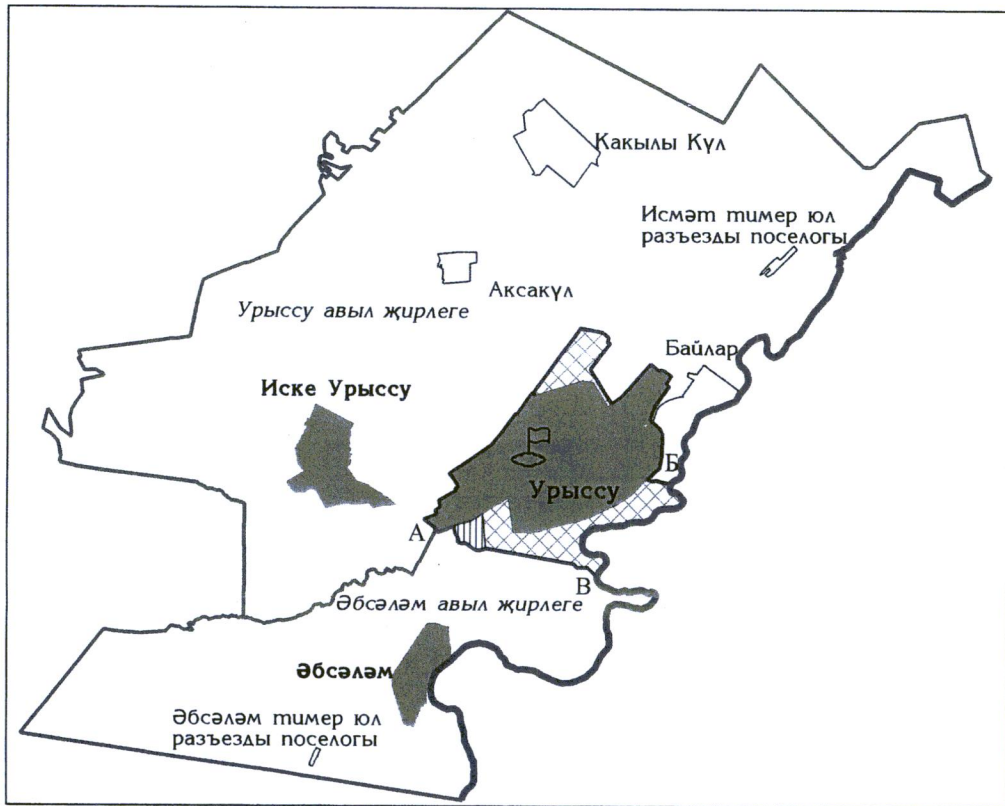 Какылы Күл
Исмәт тимер юл
разъезды поселогы
Аксакүл
Урыссу авыл җирлеге
Байлар
Иске Урыссу
Б
Урыссу
А
В
Әбсәләм авыл җирлеге
Әбсәләм
Әбсәләм тимер юл
разъезды поселогы